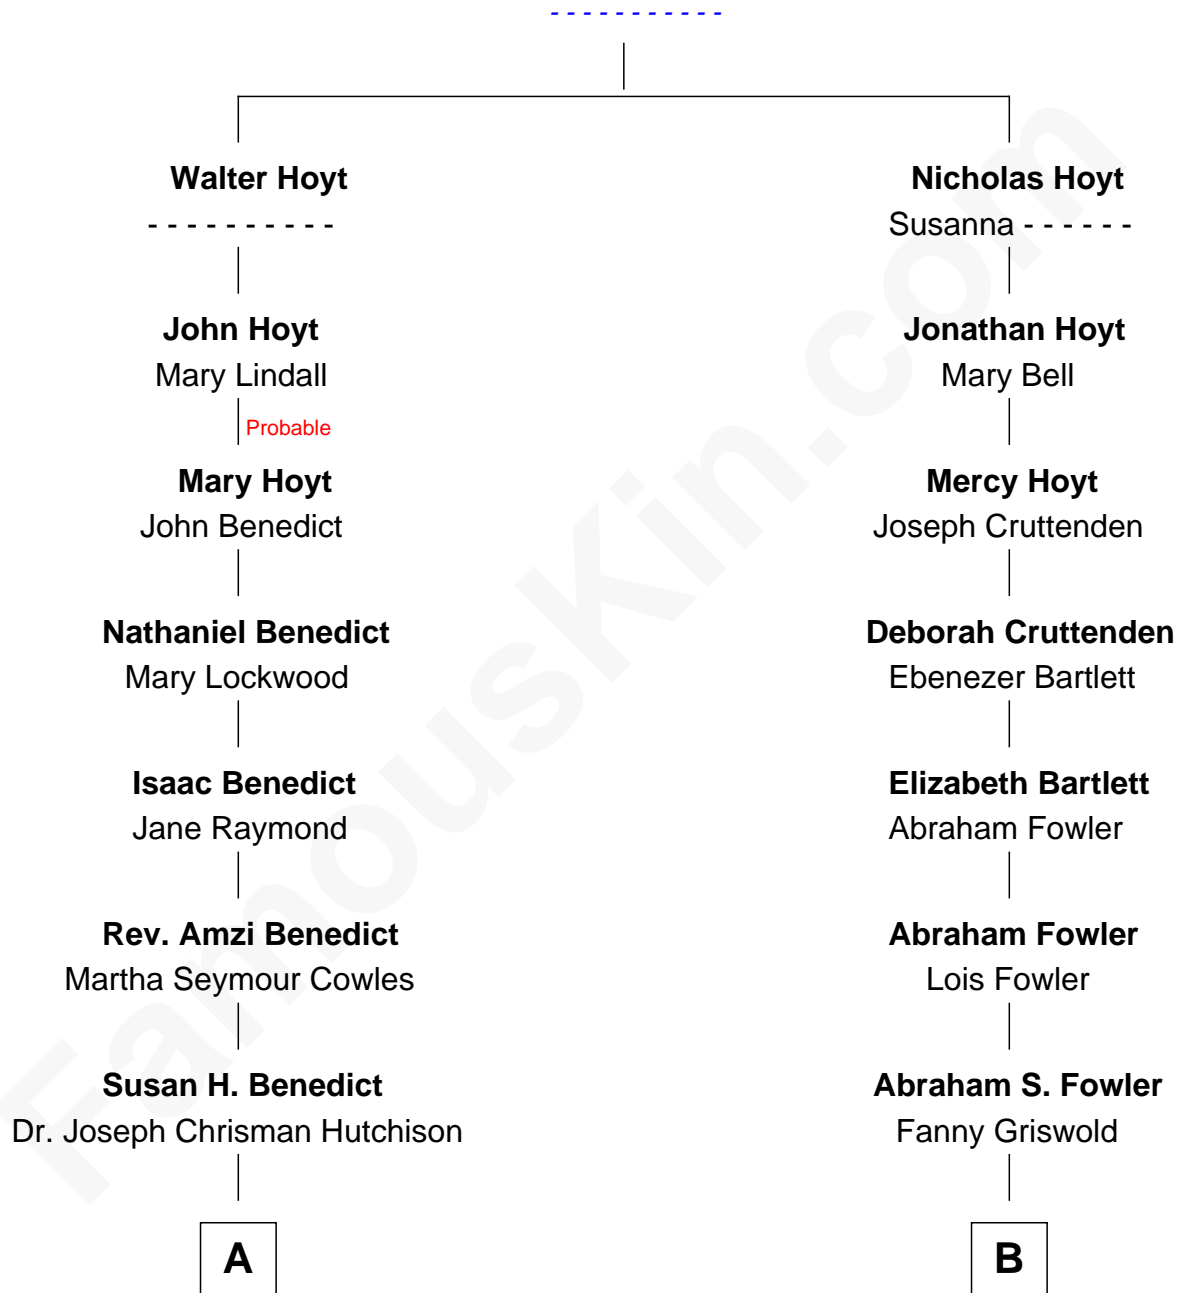 - - - - - - - - - - -
Walter Hoyt
- - - - - - - - - -
John Hoyt
Mary Lindall
Probable
Mary Hoyt
John Benedict
Nathaniel Benedict
Mary Lockwood
Isaac Benedict
Jane Raymond
Rev. Amzi Benedict
Martha Seymour Cowles
Susan H. Benedict
Dr. Joseph Chrisman Hutchison
A
Nicholas Hoyt
Susanna - - - - - -
Jonathan Hoyt
Mary Bell
Mercy Hoyt
Joseph Cruttenden
Deborah Cruttenden
Ebenezer Bartlett
Elizabeth Bartlett
Abraham Fowler
Abraham Fowler
Lois Fowler
Abraham S. Fowler
Fanny Griswold
B
FamousKin.com